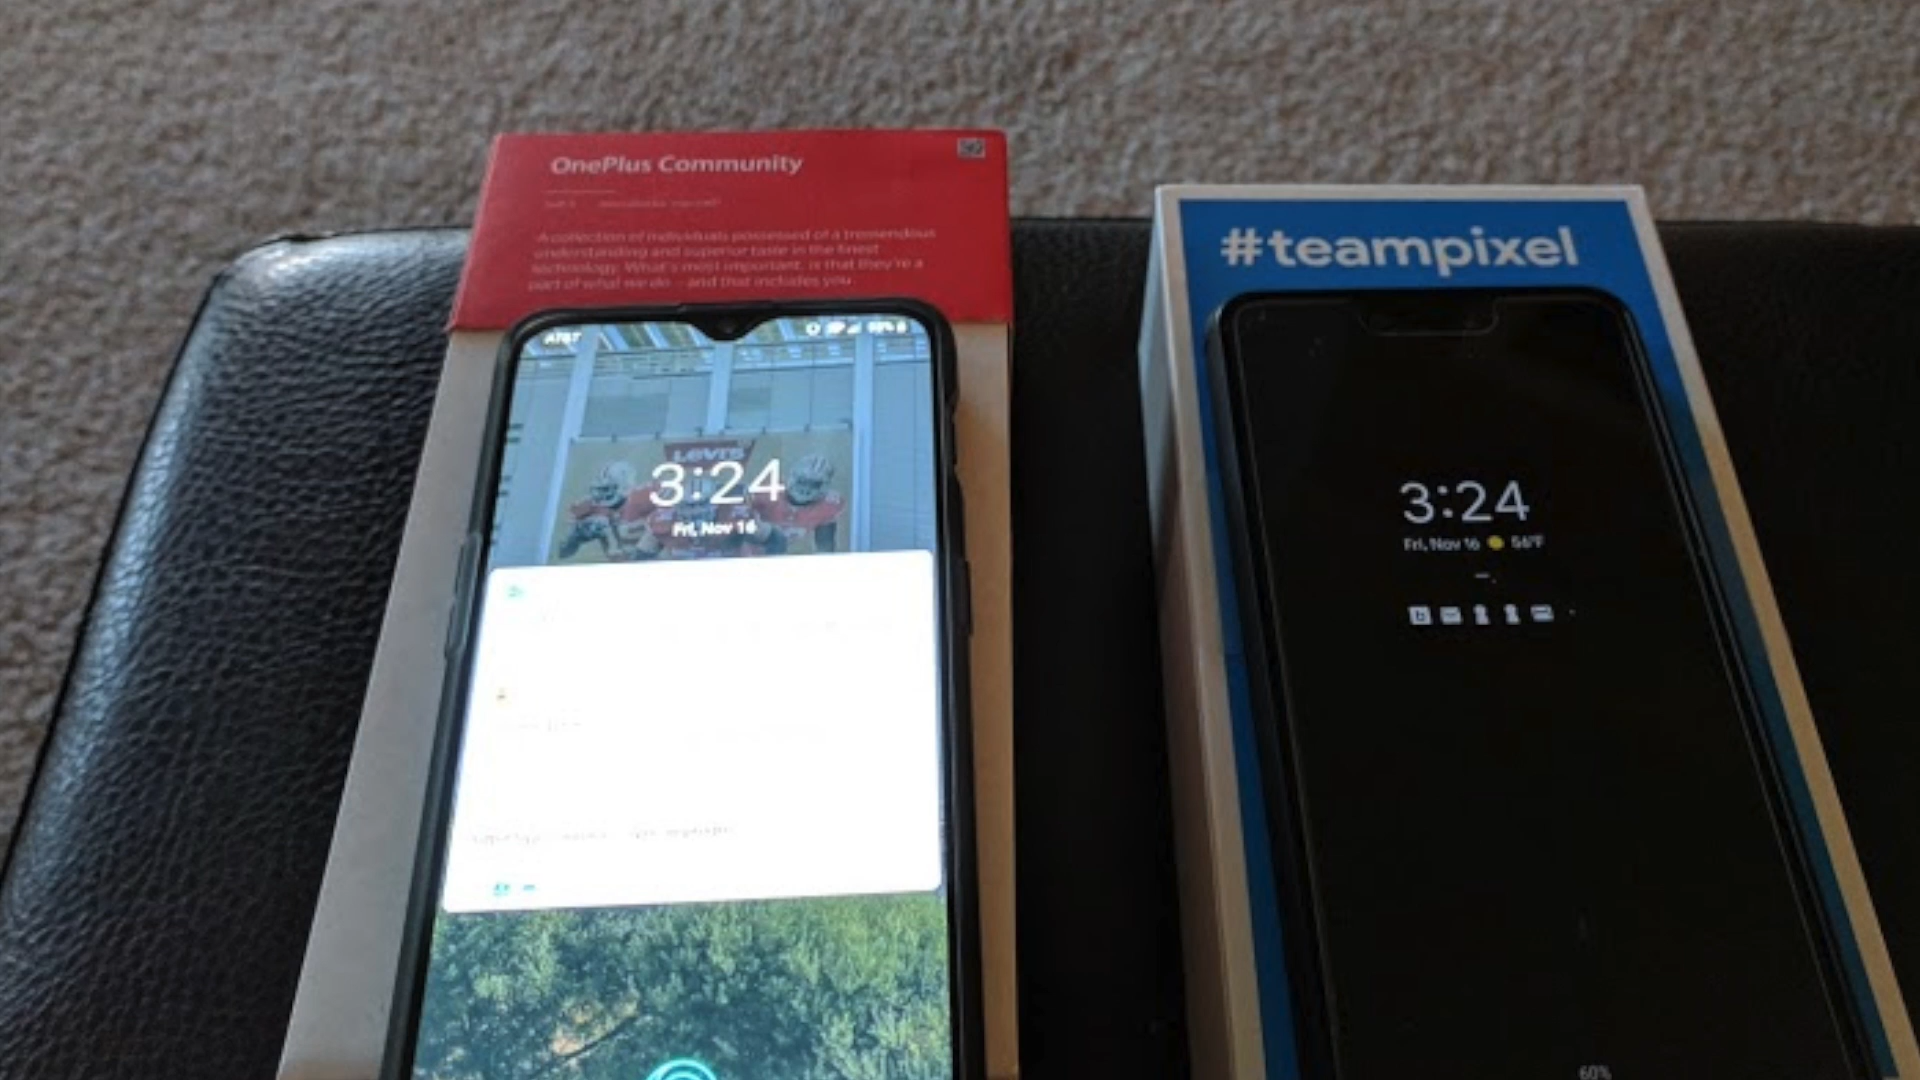 OnePlus Community
A collection of individuals possessed of a tremendous
understanding and superior taste in the finest
technology. What's most important, is that they're a
part of what we do – and that includes you.
AT&T
LEVI'S
3:24
Fri, Nov 16
#teampixel
3:24
Fri, Nov 16 56°F
60%